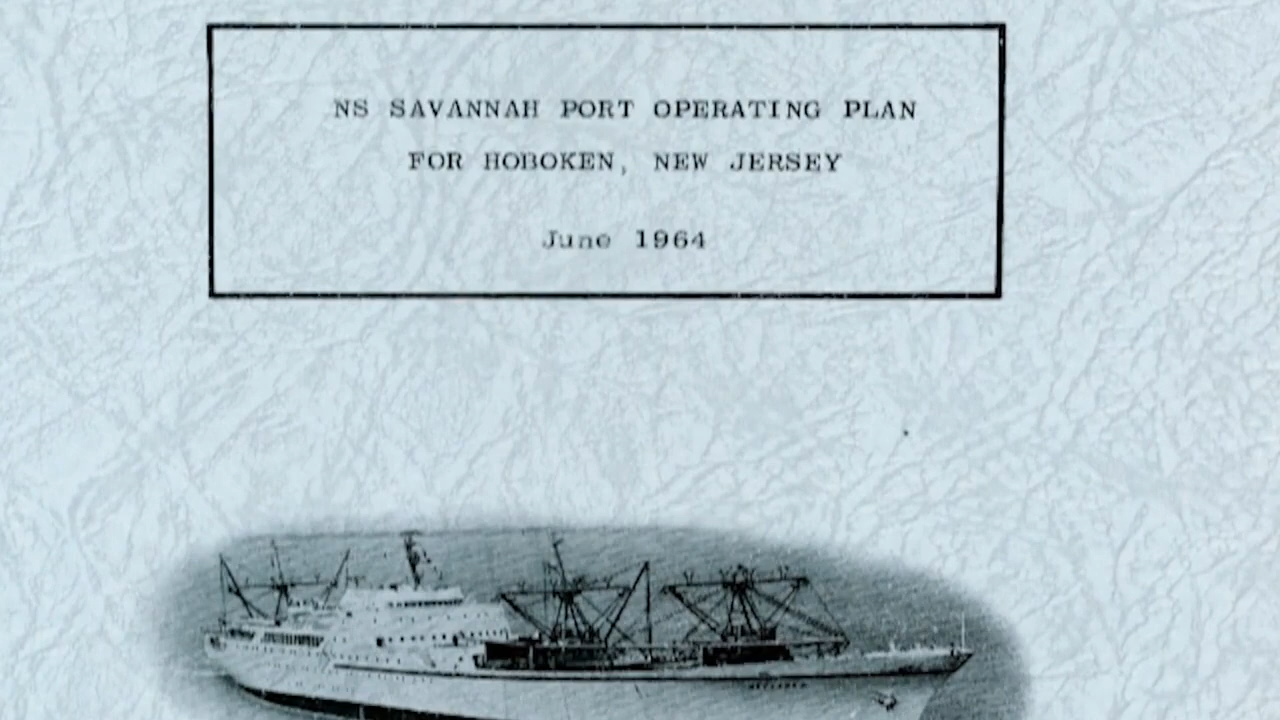 NS SAVANNAH PORT OPERATING PLAN
FOR HOBOKEN, NEW JERSEY
June 1964